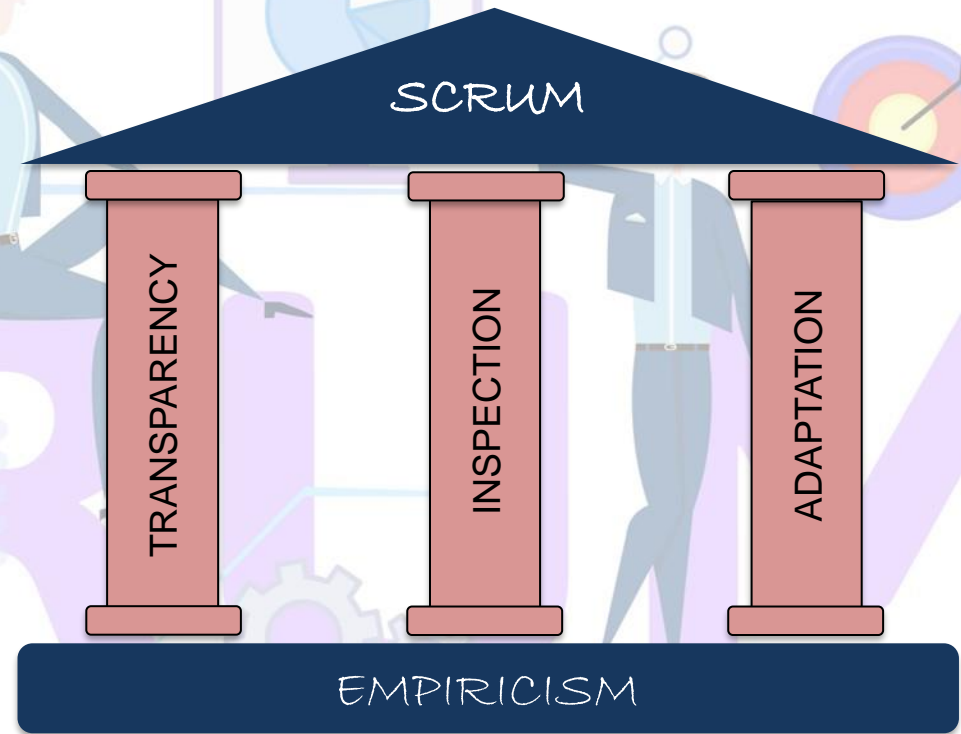 SCRUM
TRANSPARENCY
INSPECTION
ADAPTATION
EMPIRICISM